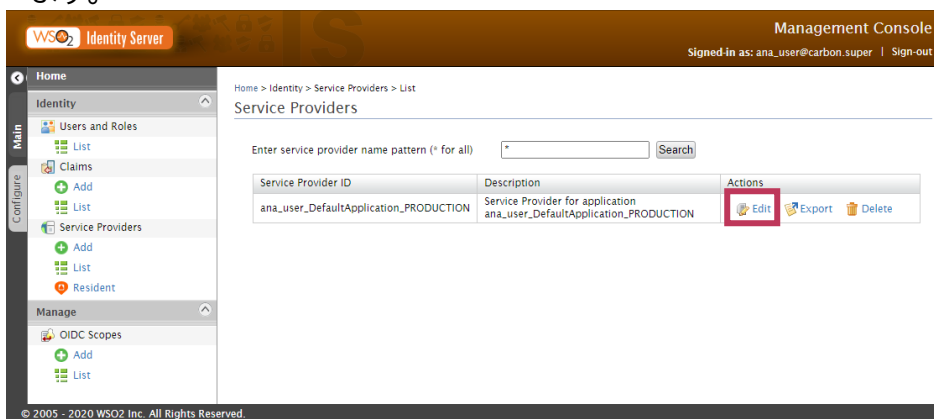 WSO2 Identity Server
Management Console
Signed-in as: ana_user@carbon.super | Sign-out
Main
Configure
Home
Identity
Users and Roles
List
Claims
Add
List
Service Providers
Add
List
Resident
Manage
OIDC Scopes
Add
List
Home > Identity > Service Providers > List
Service Providers
Enter service provider name pattern (* for all) * Search
Service Provider ID Description Actions
ana_user_DefaultApplication_PRODUCTION Service Provider for application
ana_user_DefaultApplication_PRODUCTION Edit Export Delete
© 2005 - 2020 WSO2 Inc. All Rights Reserved.